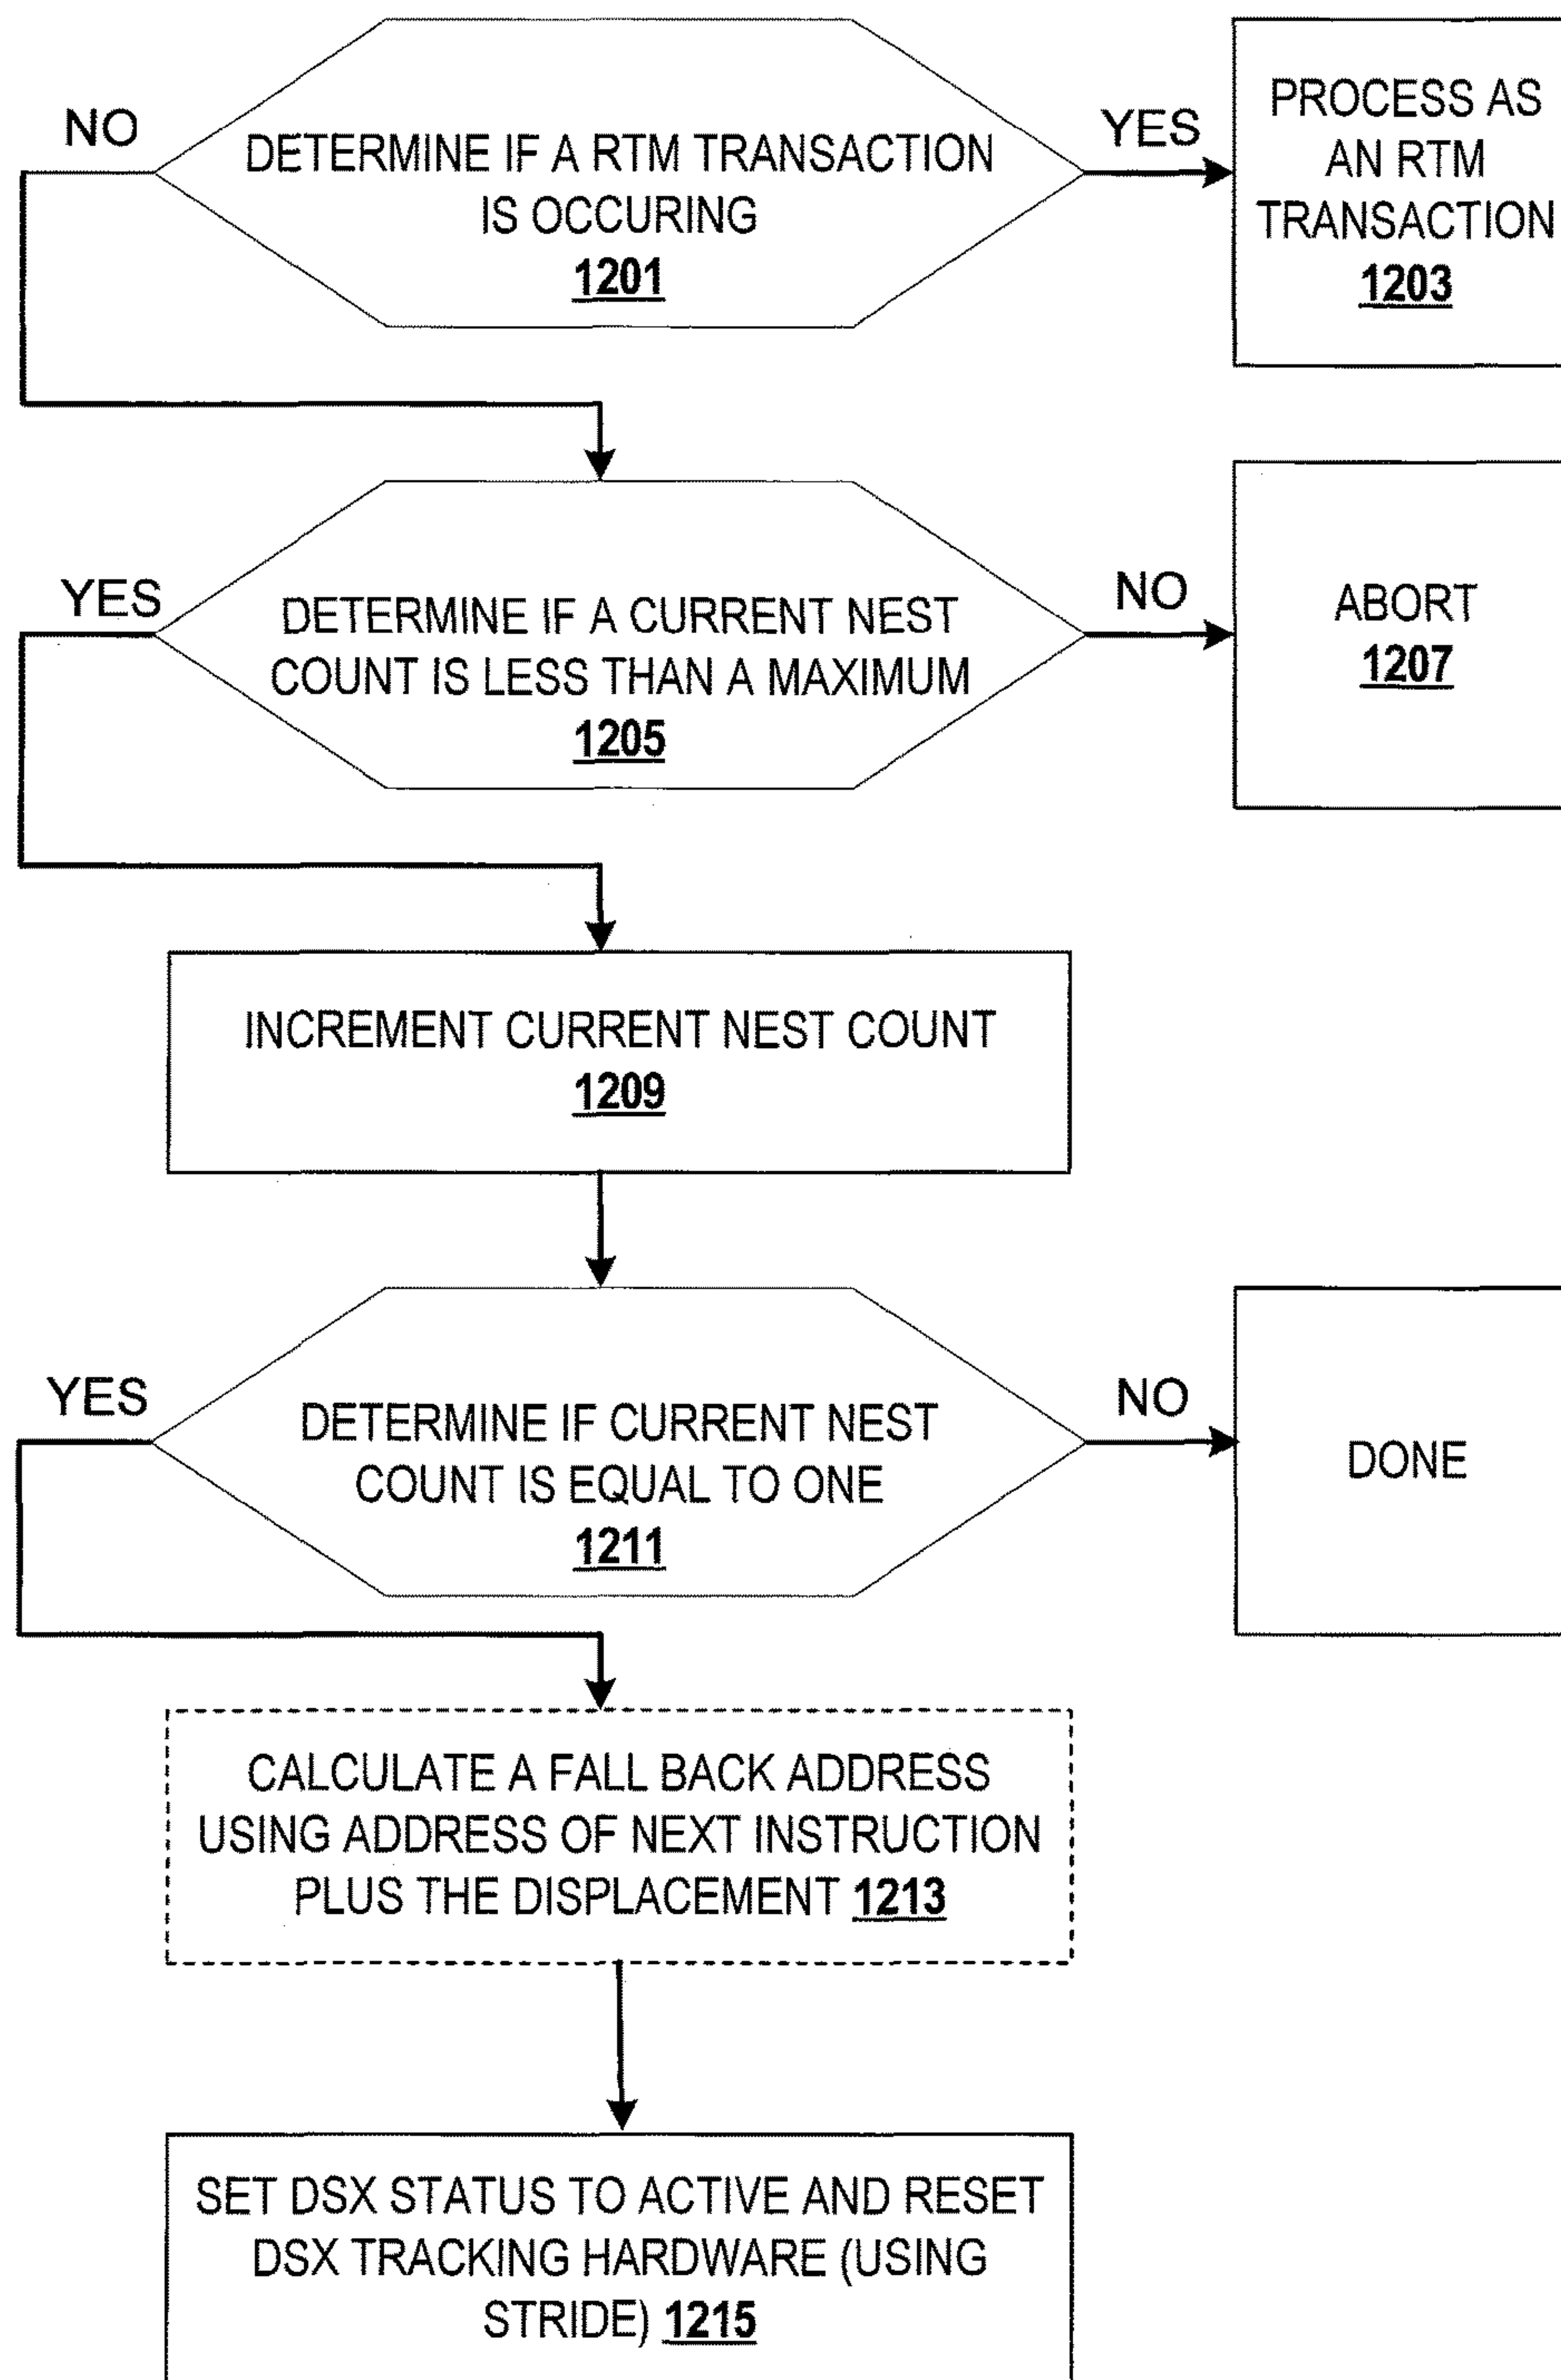 NO
DETERMINE IF A RTM TRANSACTION
IS OCCURING
1201
YES
PROCESS AS
AN RTM
TRANSACTION
1203
YES
DETERMINE IF A CURRENT NEST
COUNT IS LESS THAN A MAXIMUM
1205
NO
ABORT
1207
INCREMENT CURRENT NEST COUNT
1209
YES
DETERMINE IF CURRENT NEST
COUNT IS EQUAL TO ONE
1211
NO
DONE
CALCULATE A FALL BACK ADDRESS
USING ADDRESS OF NEXT INSTRUCTION
PLUS THE DISPLACEMENT 1213
SET DSX STATUS TO ACTIVE AND RESET
DSX TRACKING HARDWARE (USING
STRIDE) 1215